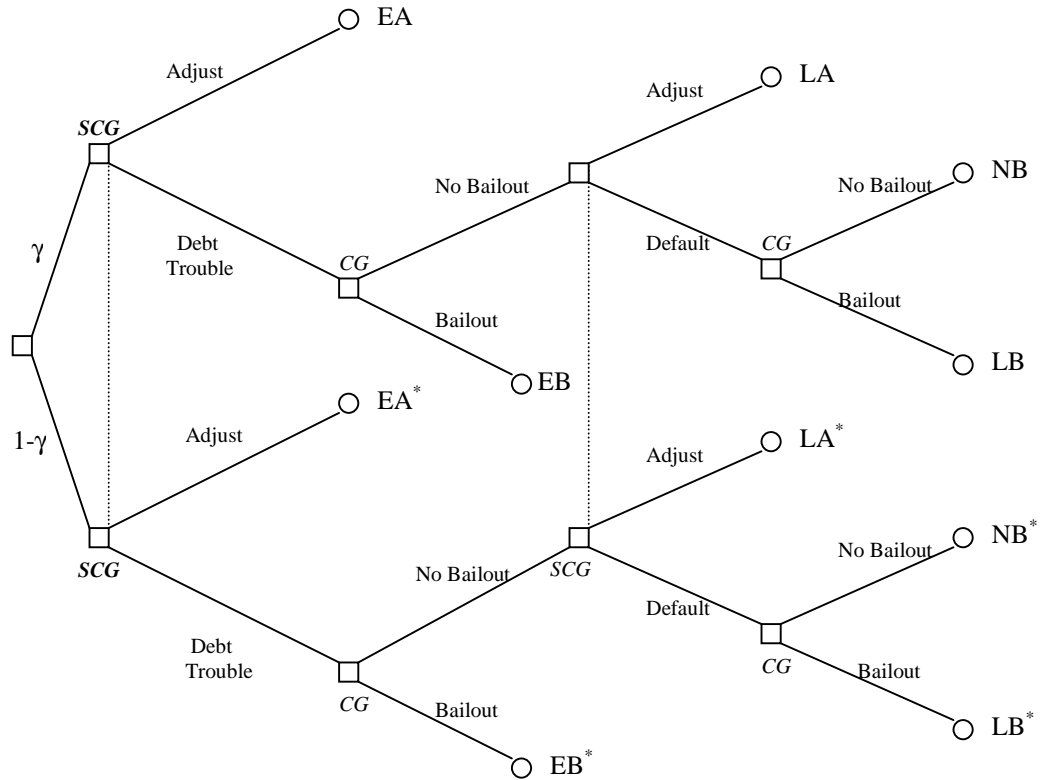 EA
Adjust
LA
Adjust
SCG
NB
No Bailout
No Bailout
γ
Debt
Trouble
CG
Default
CG
Bailout
Bailout
EB
LB
EA*
1-γ
Adjust
LA*
Adjust
NB*
No Bailout
SCG
No Bailout
SCG
Default
Debt
Trouble
CG
Bailout
CG
Bailout
LB*
EB*